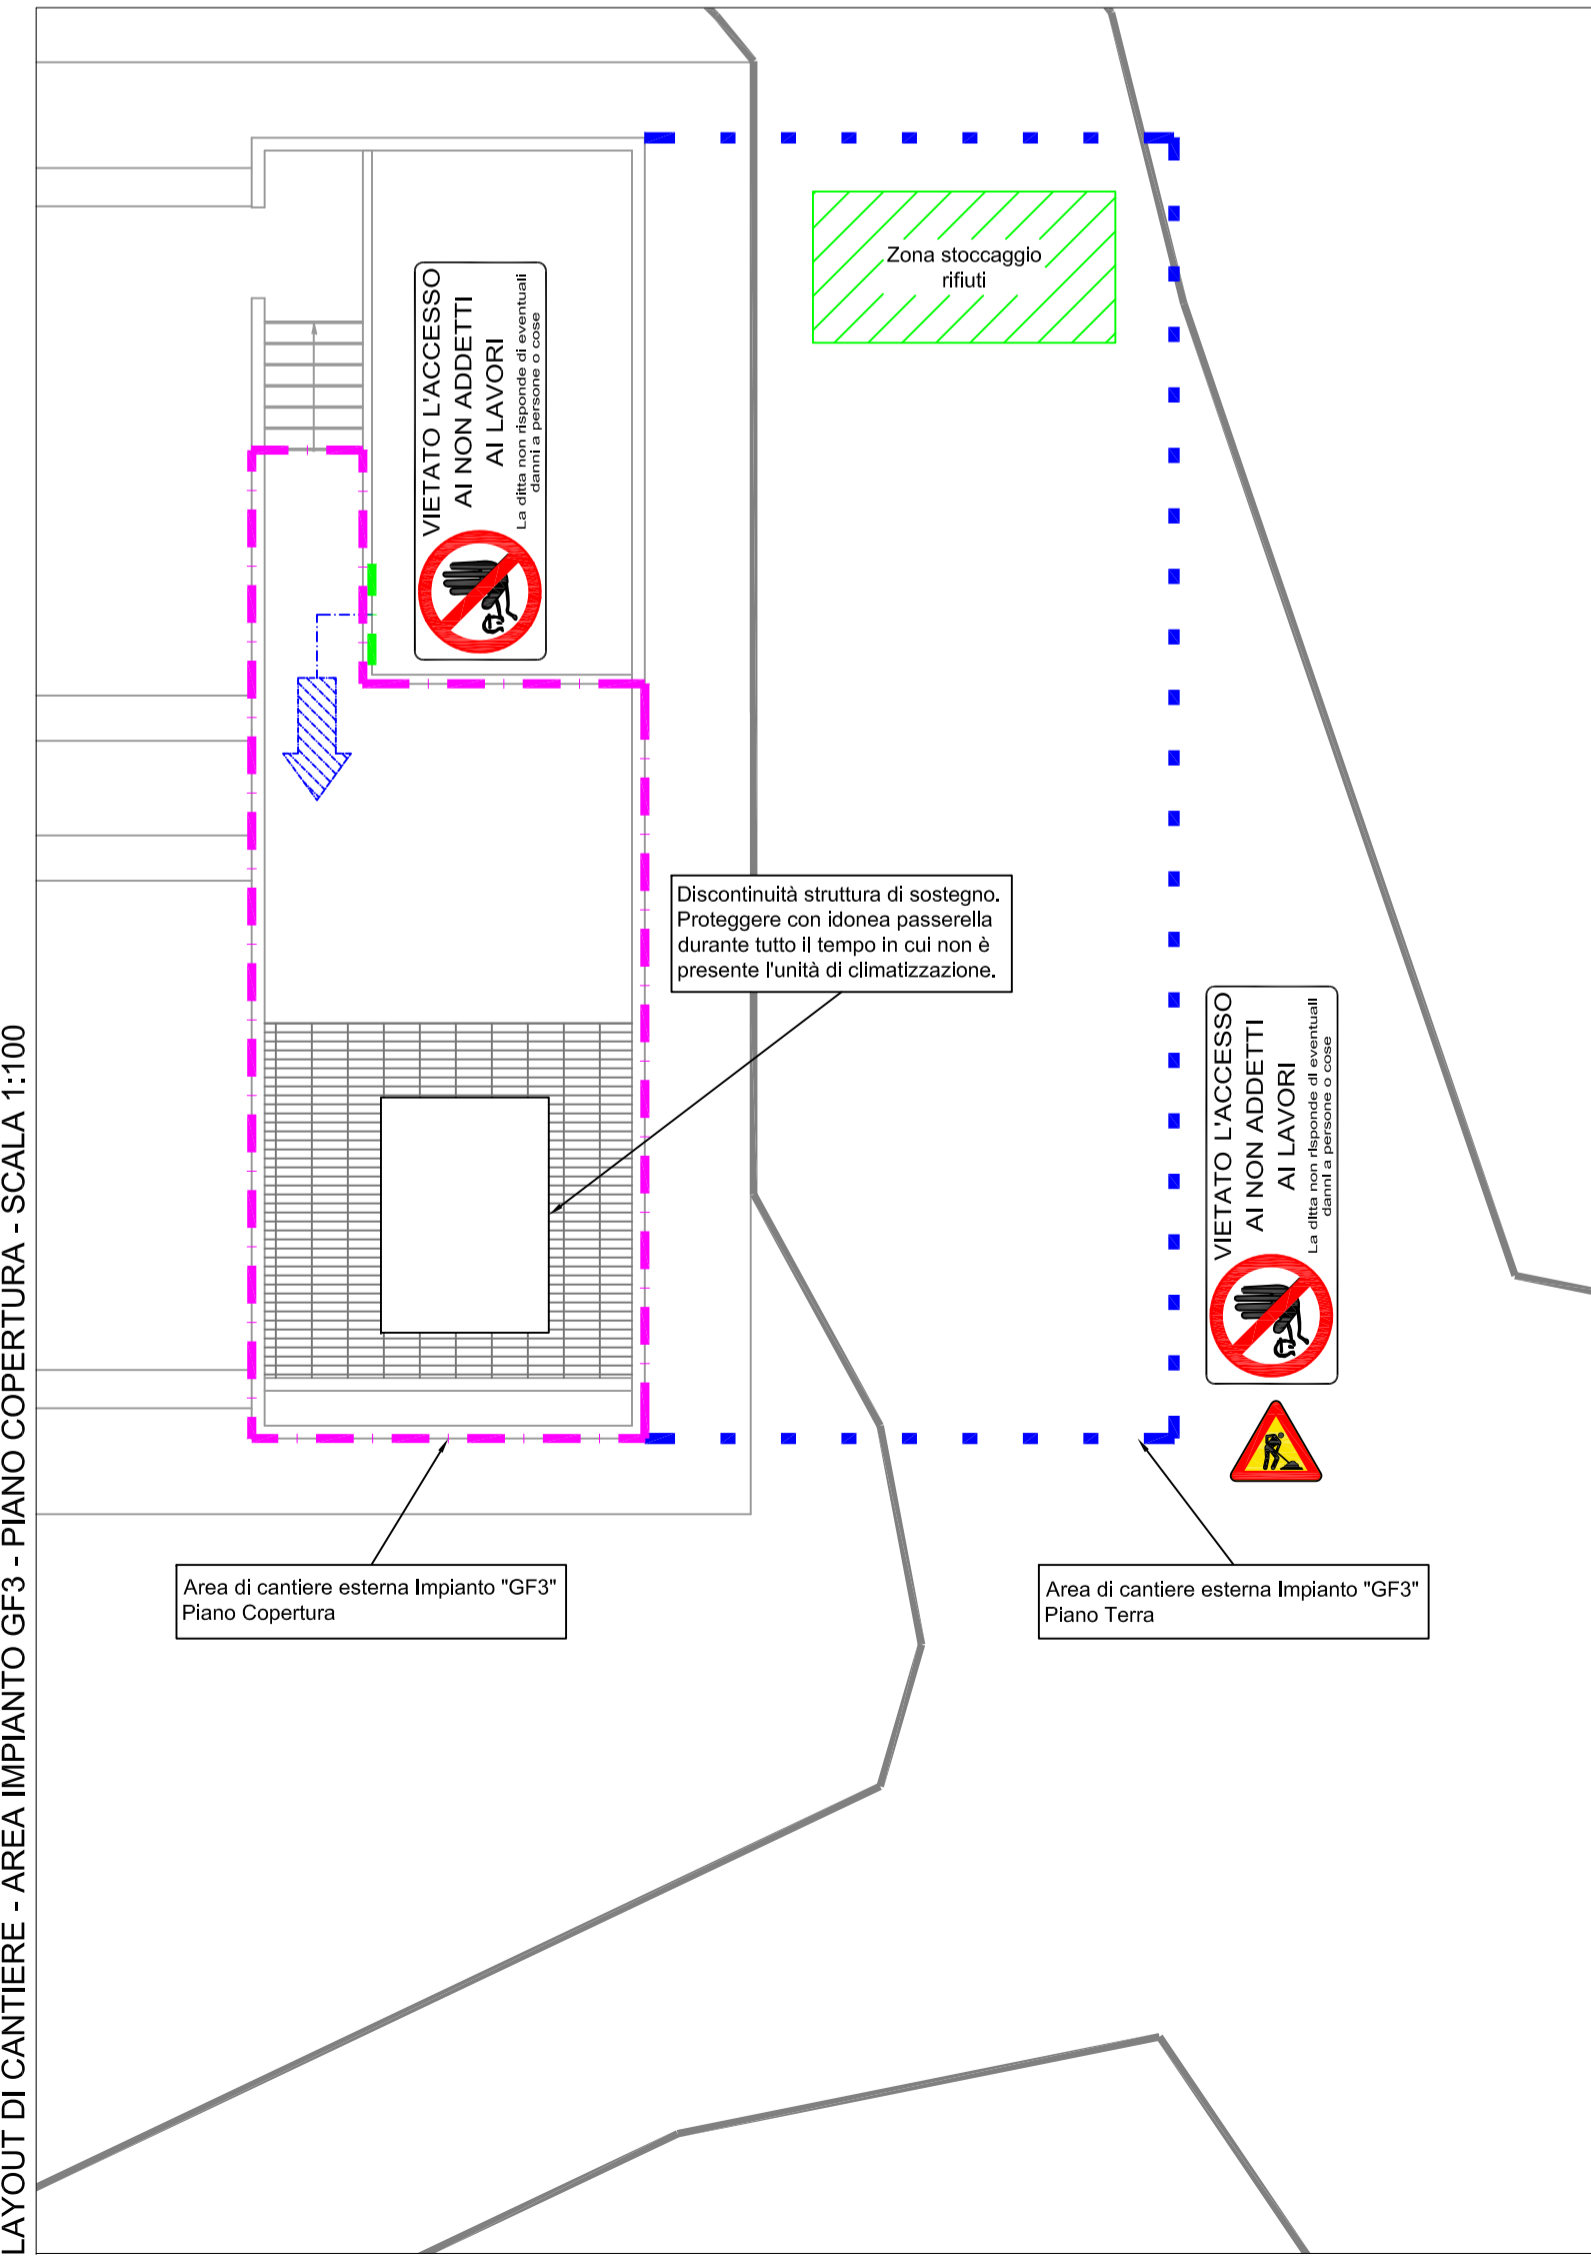 LAYOUT DI CANTIERE - AREA IMPIANTO GF3 - PIANO COPERTURA - SCALA 1:100
Zona stoccaggio
rifiuti
VIETATO L'ACCESSO
AI NON ADDETTI
AI LAVORI
La ditta non risponde di eventuali
danni a persone o cose
Discontinuità struttura di sostegno.
Proteggere con idonea passerella
durante tutto il tempo in cui non è
presente l'unità di climatizzazione.
VIETATO L'ACCESSO
AI NON ADDETTI
AI LAVORI
La ditta non risponde di eventuali
danni a persone o cose
Area di cantiere esterna Impianto "GF3"
Piano Copertura
Area di cantiere esterna Impianto "GF3"
Piano Terra